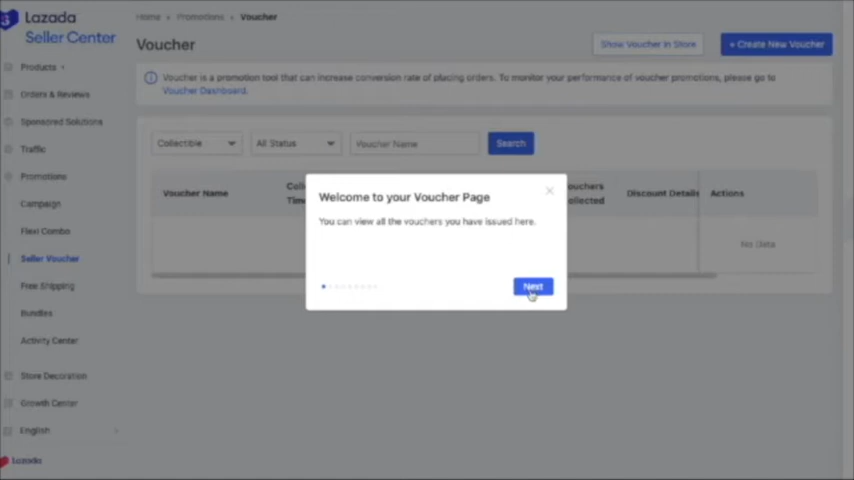 Lazada
Seller Center
Home
Promotions
Voucher
Voucher
Show Voucher in Store
+ Create New Voucher
Voucher is a promotion tool that can increase conversion rate of placing orders. To monitor your performance of voucher promotions, please go to
Voucher Dashboard.
Products
Orders & Reviews
Sponsored Solutions
Traffic
Promotions
Campaign
Flexi Combo
Seller Voucher
Free Shipping
Bundles
Activity Center
Store Decoration
Growth Center
English
Lazada
Collectible
All Status
Voucher Name
Search
Voucher Name
Discount Details
Actions
No Data
Welcome to your Voucher Page
You can view all the vouchers you have issued here.
Next